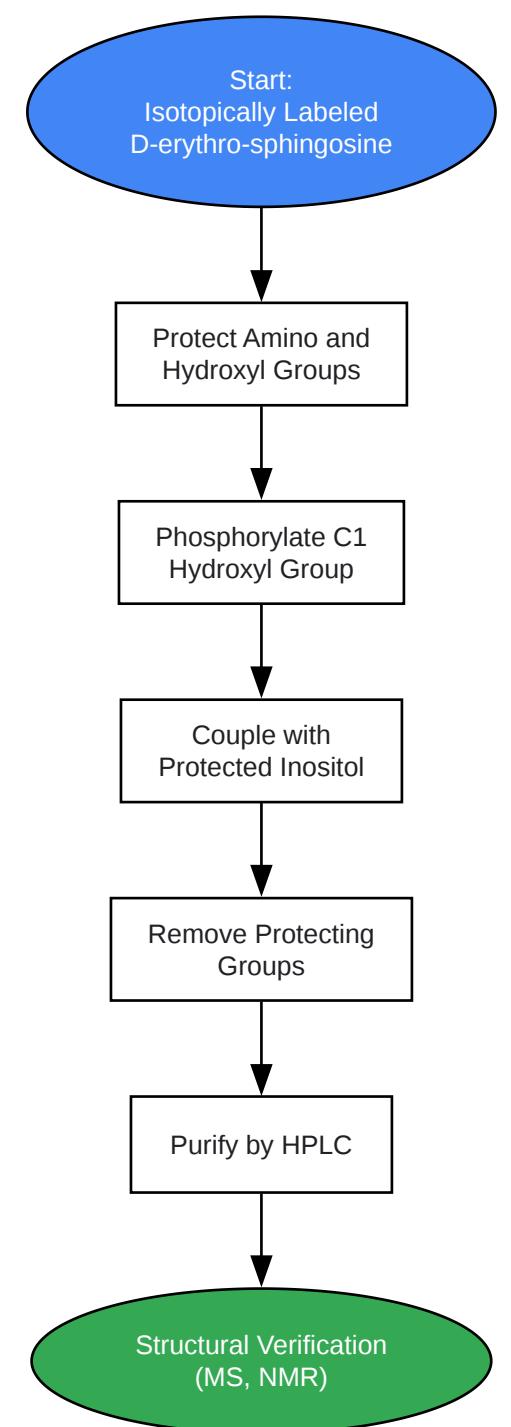 Start:
Isotopically Labeled
D-erythro-sphingosine
Protect Amino and
Hydroxyl Groups
Phosphorylate C1
Hydroxyl Group
Couple with
Protected Inositol
Remove Protecting
Groups
Purify by HPLC
Structural Verification
(MS, NMR)